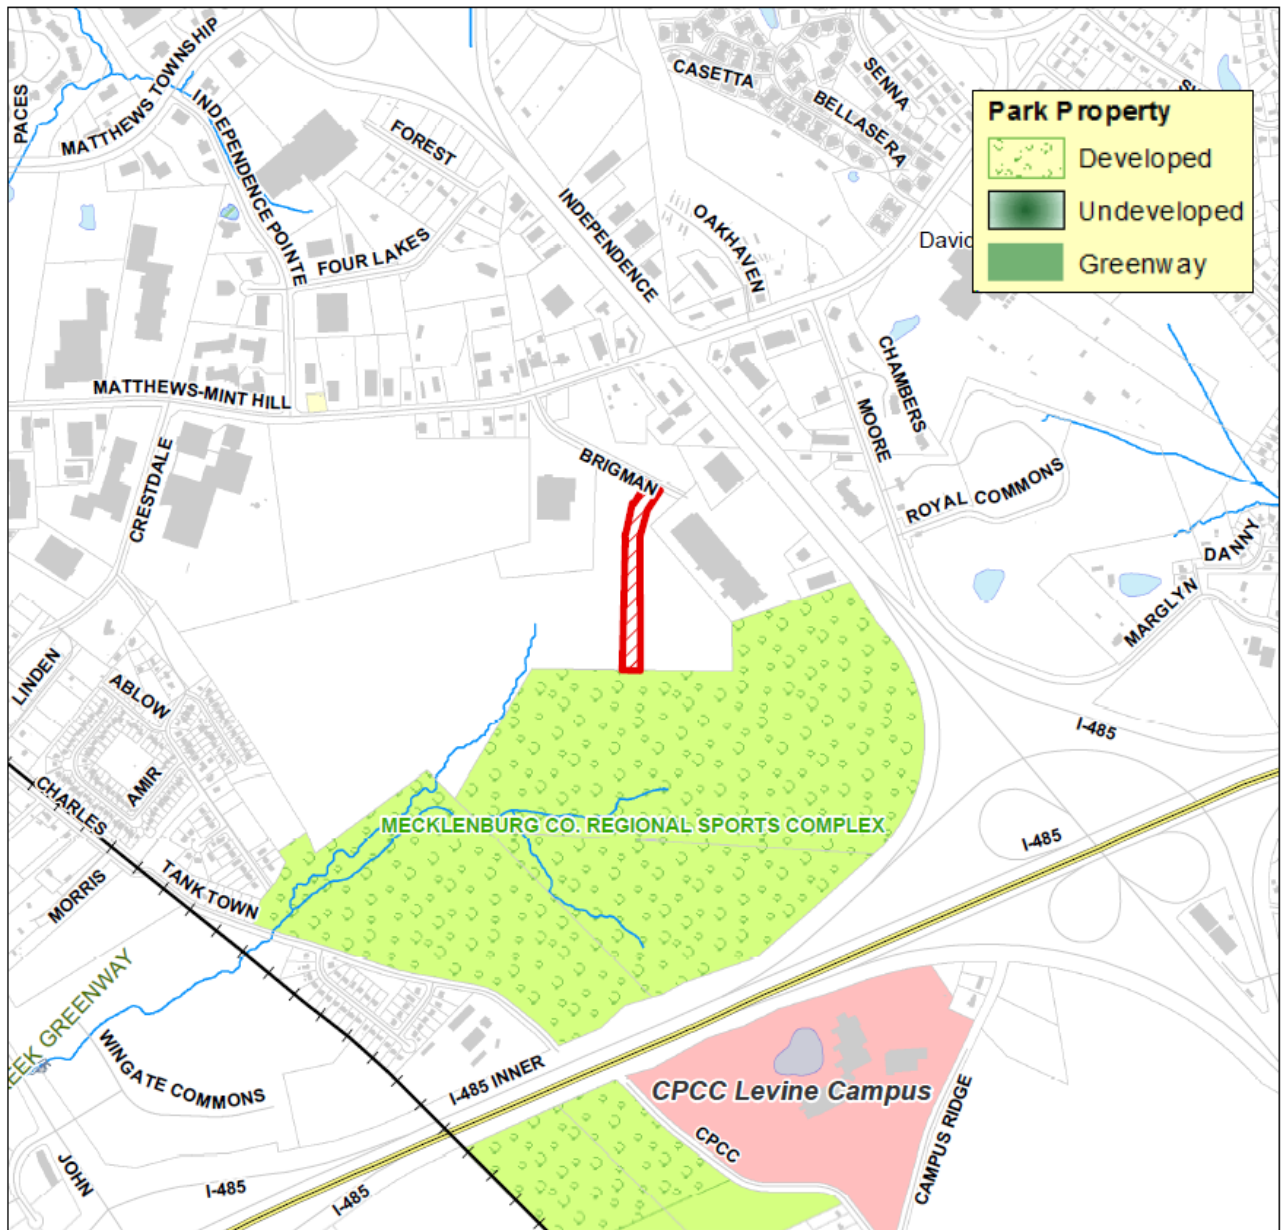 PACES
MATTHEWS TOWNSHIP
INDEPENDENCE POINTE
FOREST
FOUR LAKES
INDEPENDENCE
CASETTA
SENNA
BELLASERA
OAKHAVEN
Park Property
Developed
Undeveloped
Greenway
MATTHEWS-MINT HILL
CRESTDALE
BRIGMAN
CHAMBERS
MOORE
ROYAL COMMONS
DANNY
MARGLYN
LINDEN
ABLOW
AMIR
CHARLES
I-485
I-485
MECKLENBURG CO. REGIONAL SPORTS COMPLEX
MORRIS
TANK TOWN
EEK GREENWAY
WINGATE COMMONS
I-485 INNER
CPCC Levine Campus
CPCC
CAMPUS RIDGE
JOHN
I-485
I-485